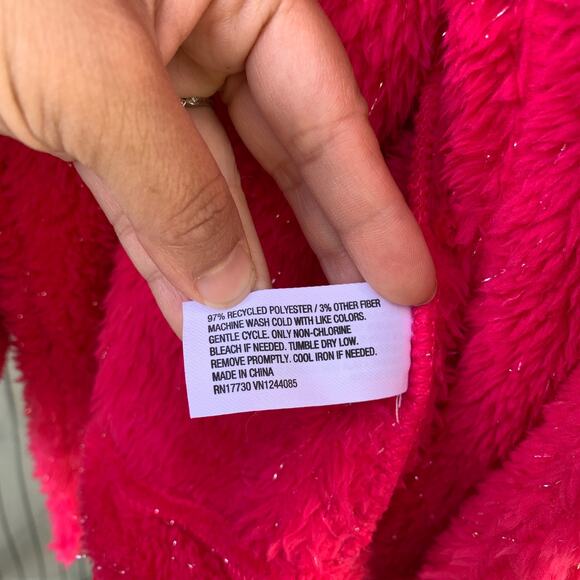 97% RECYCLED POLYESTER / 3% OTHER FIBER
MACHINE WASH COLD WITH LIKE COLORS.
GENTLE CYCLE. ONLY NON-CHLORINE
BLEACH IF NEEDED. TUMBLE DRY LOW.
REMOVE PROMPTLY. COOL IRON IF NEEDED.
MADE IN CHINA
RN17730 VN1244085